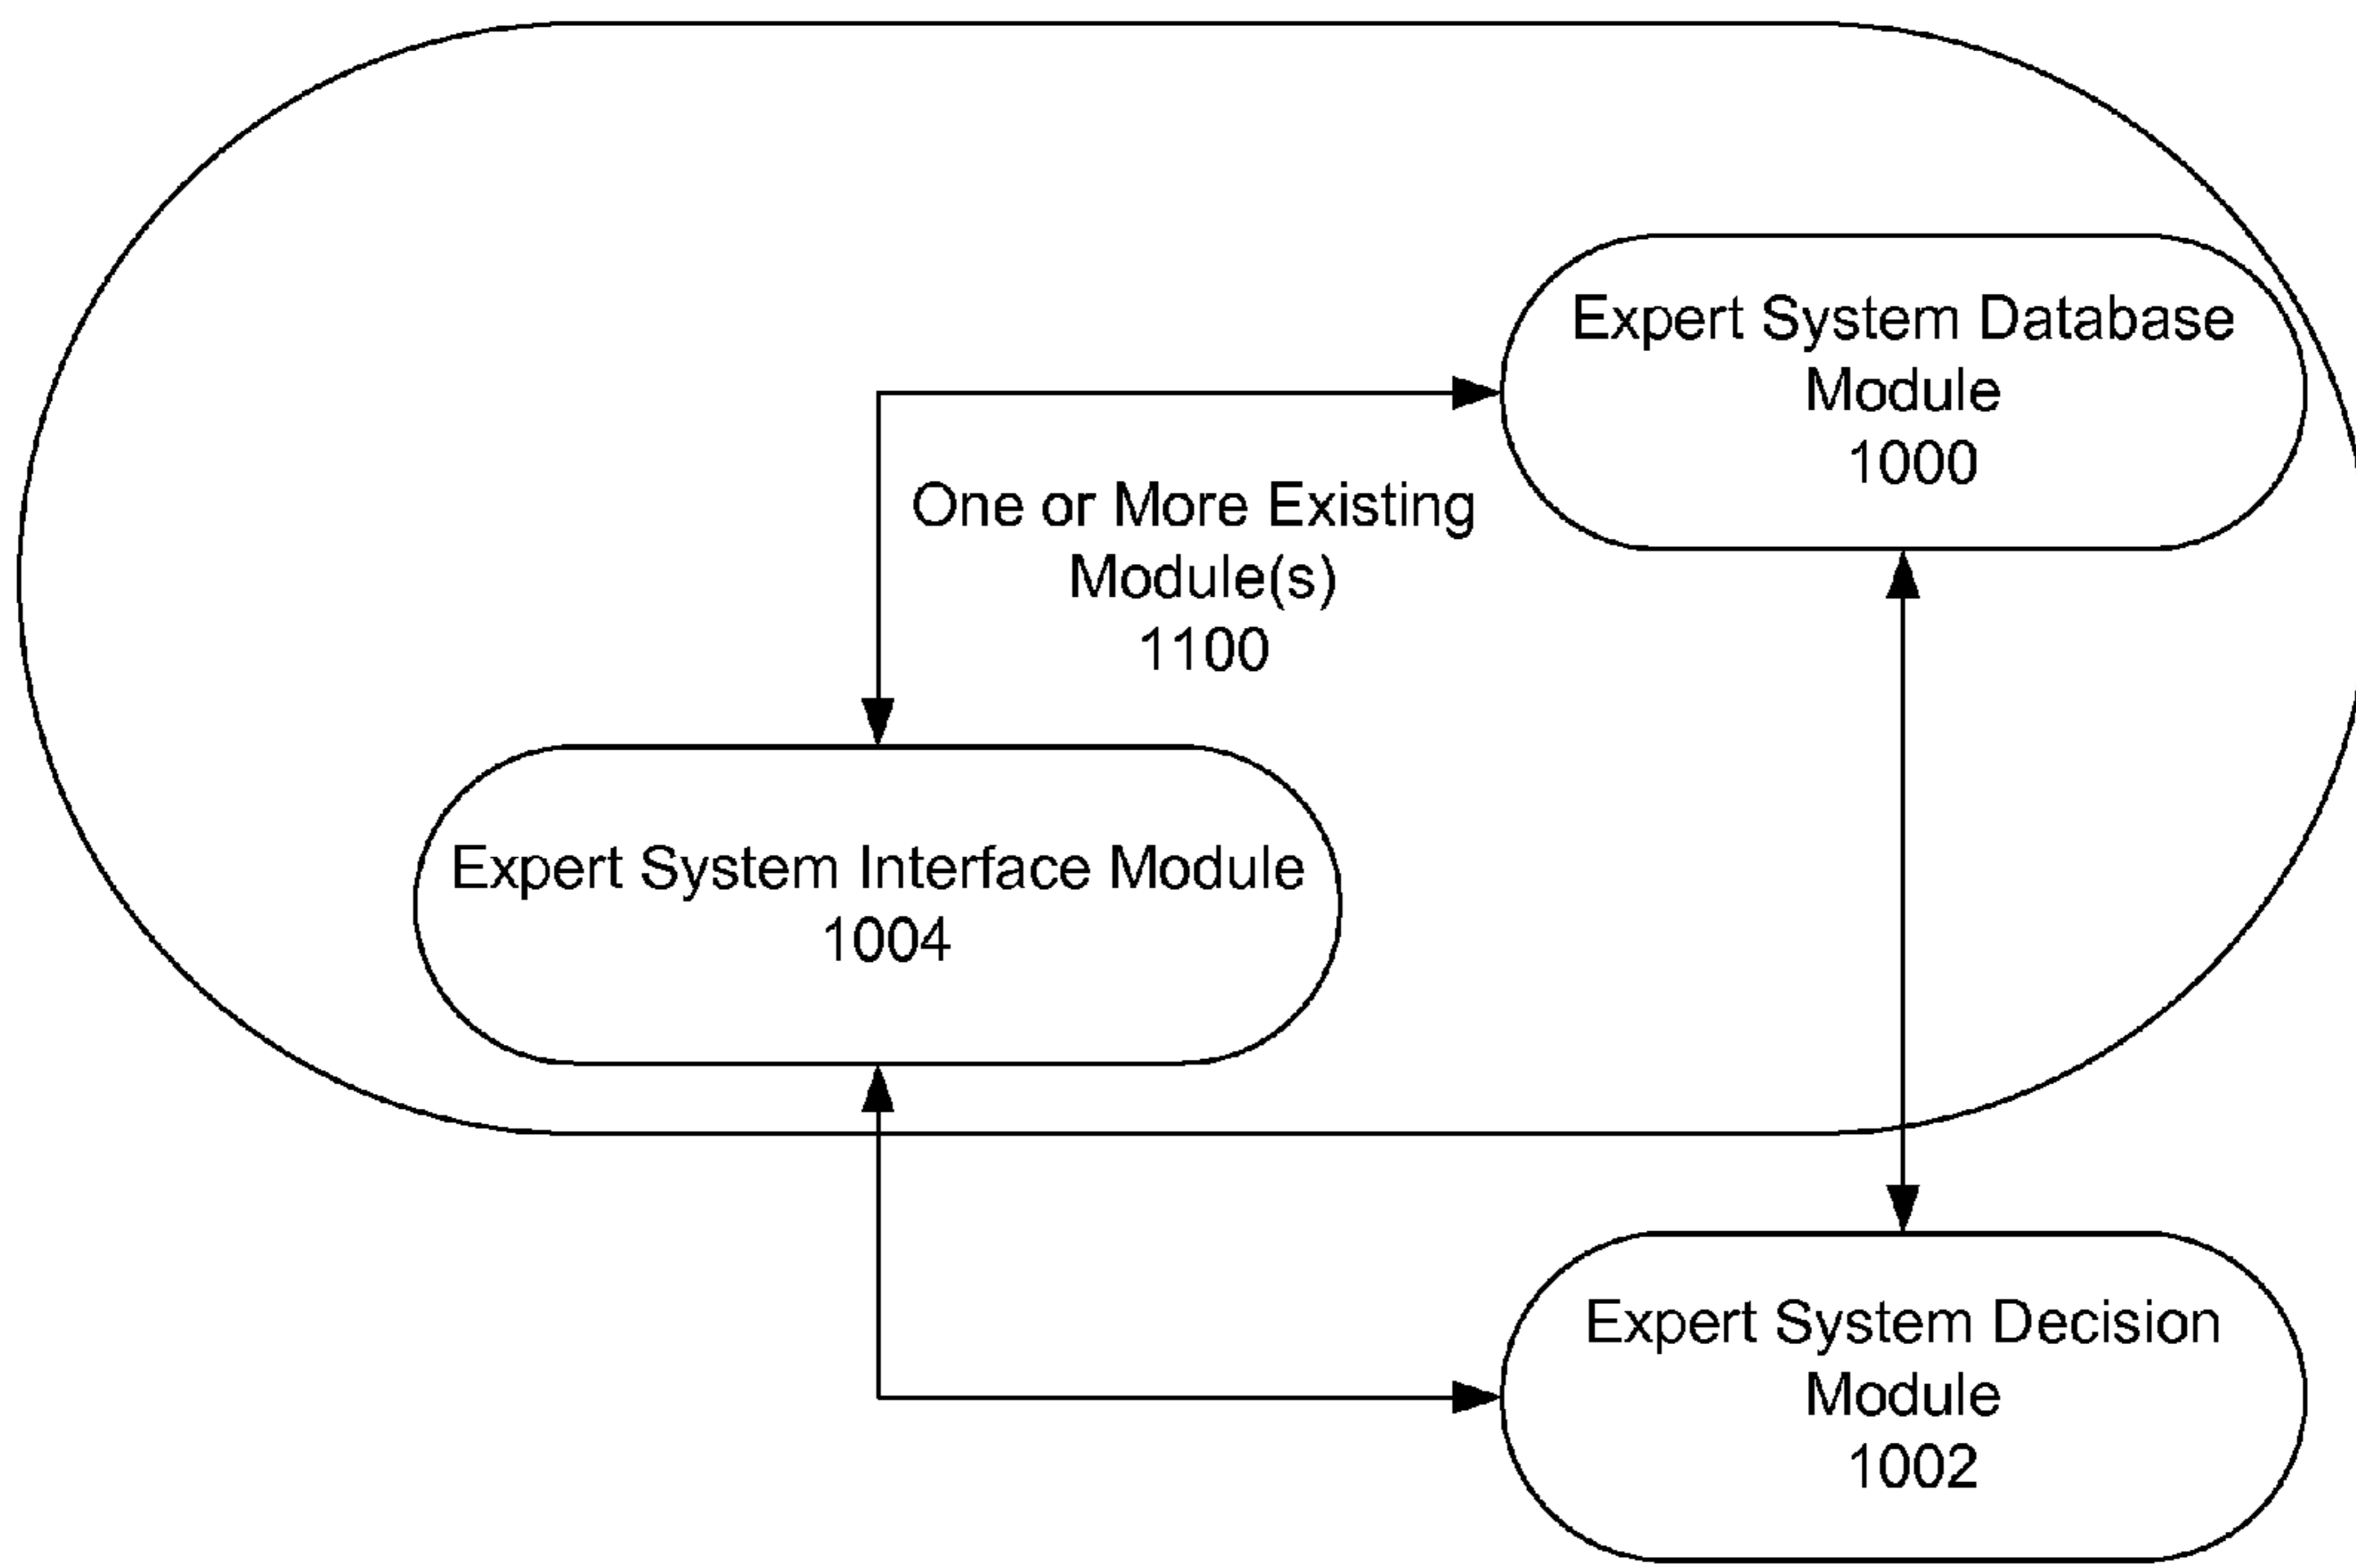 Expert System Database
Module
1000
One or More Existing
Module(s)
1100
Expert System Interface Module
1004
Expert System Decision
Module
1002